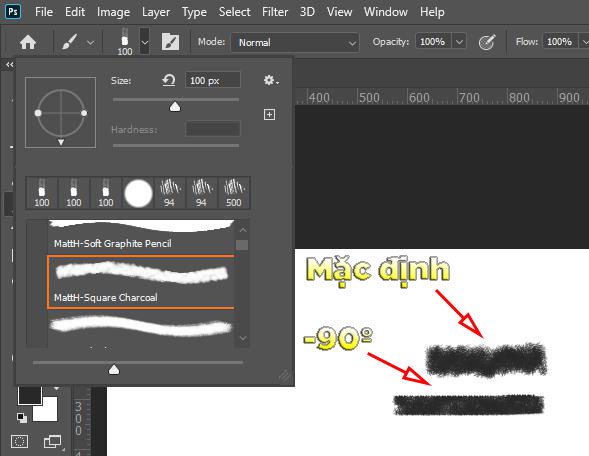 Ps File Edit Image Layer Type Select Filter 3D View Window Help
100 Mode: Normal Opacity: 100% Flow: 100%
Size: 100 px
Hardness:
400 500 600 700 800 900
100 100 100 94 94 500
MattH-Soft Graphite Pencil
MattH-Square Charcoal
Mặc định
-90º
300